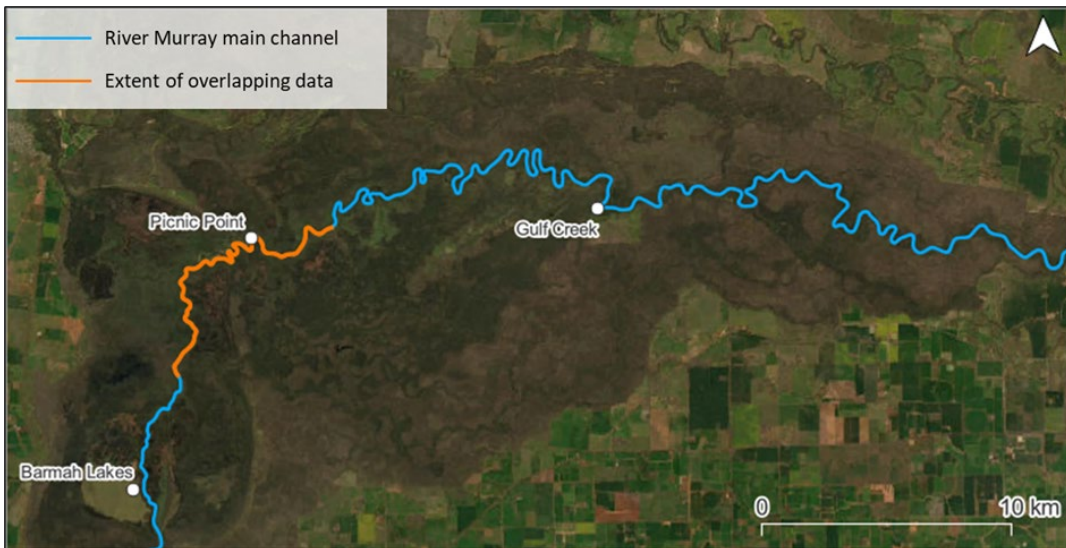 River Murray main channel
Extent of overlapping data
Picnic Point
Gulf Creek
Barmah Lakes
0 10 km